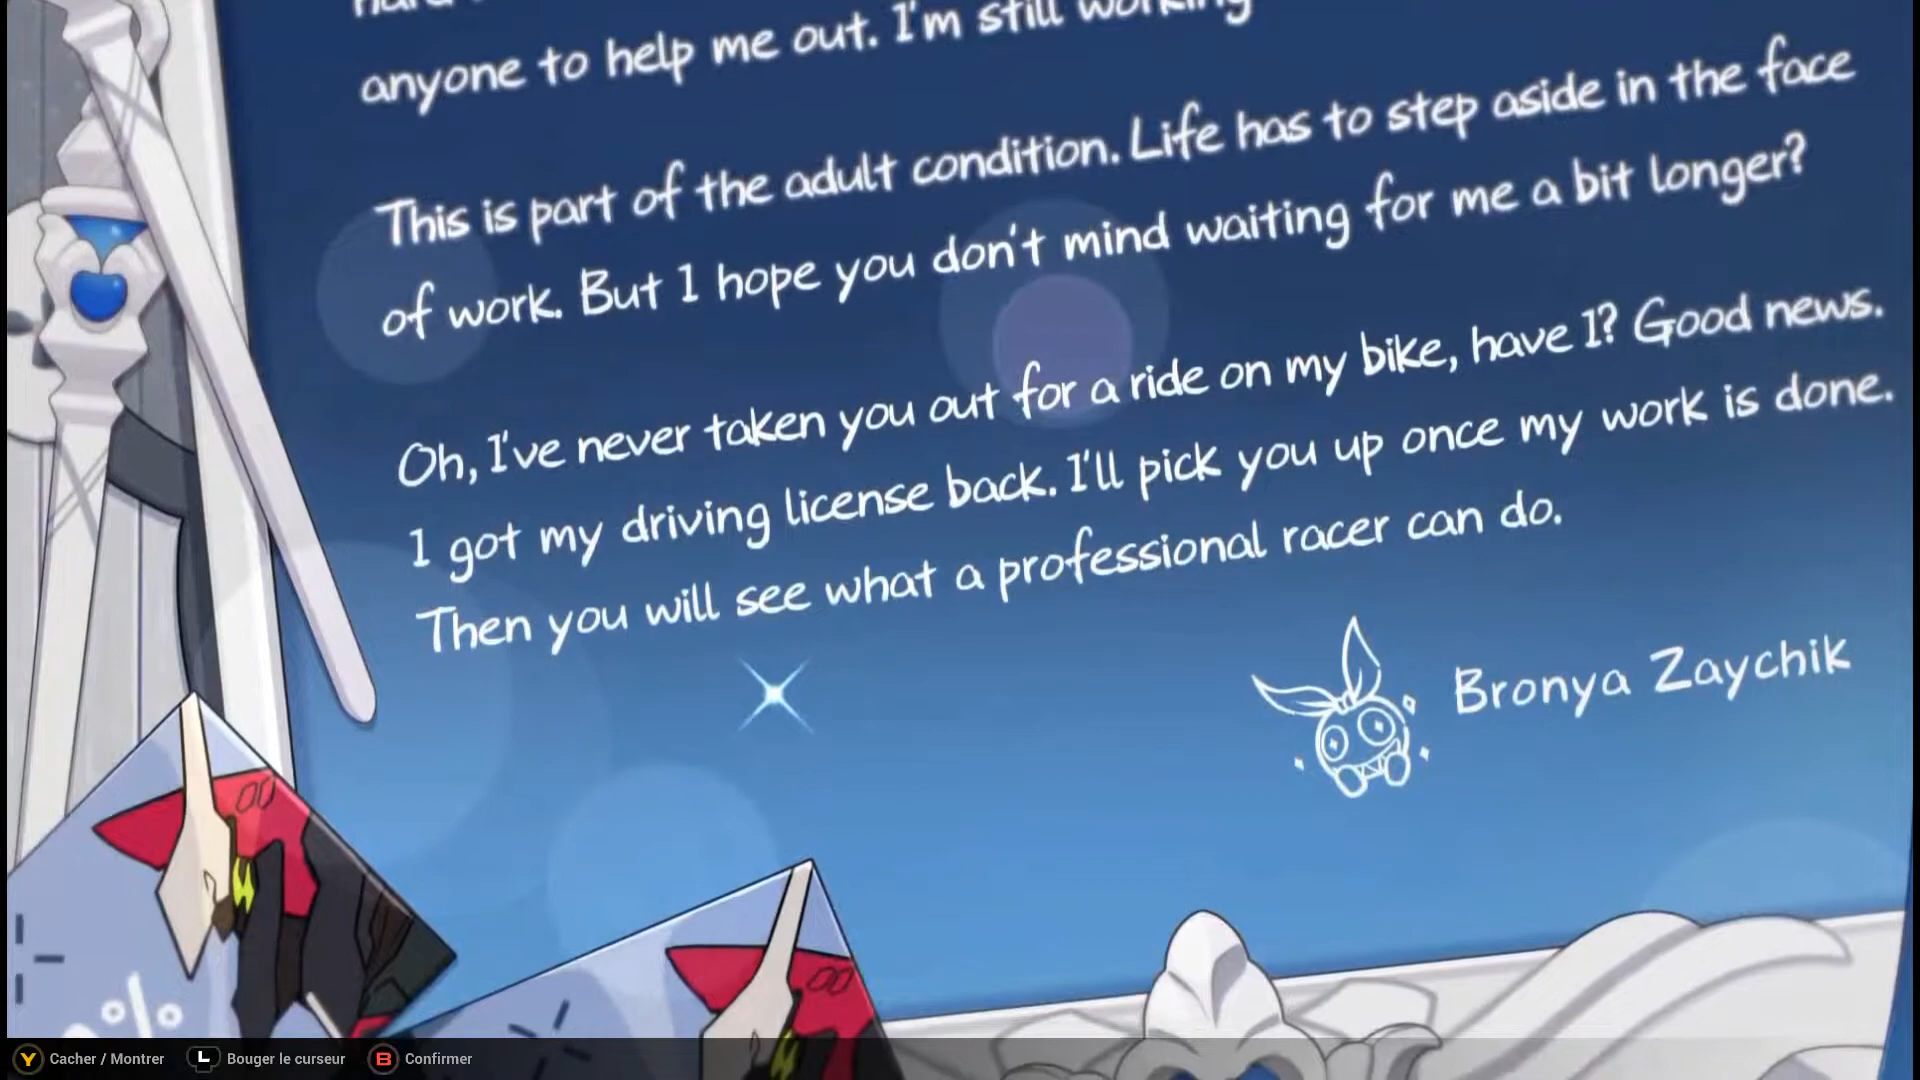 anyone to help me out. I'm still working
This is part of the adult condition. Life has to step aside in the face
of work. But I hope you don't mind waiting for me a bit longer?
Oh, I've never taken you out for a ride on my bike, have I? Good news.
I got my driving license back. I'll pick you up once my work is done.
Then you will see what a professional racer can do.
Bronya Zaychik
%
Y Cacher / Montrer L Bouger le curseur B Confirmer